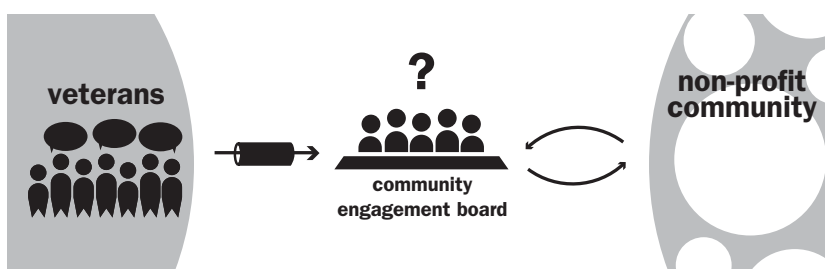 veterans
?
community
engagement board
non-profit
community